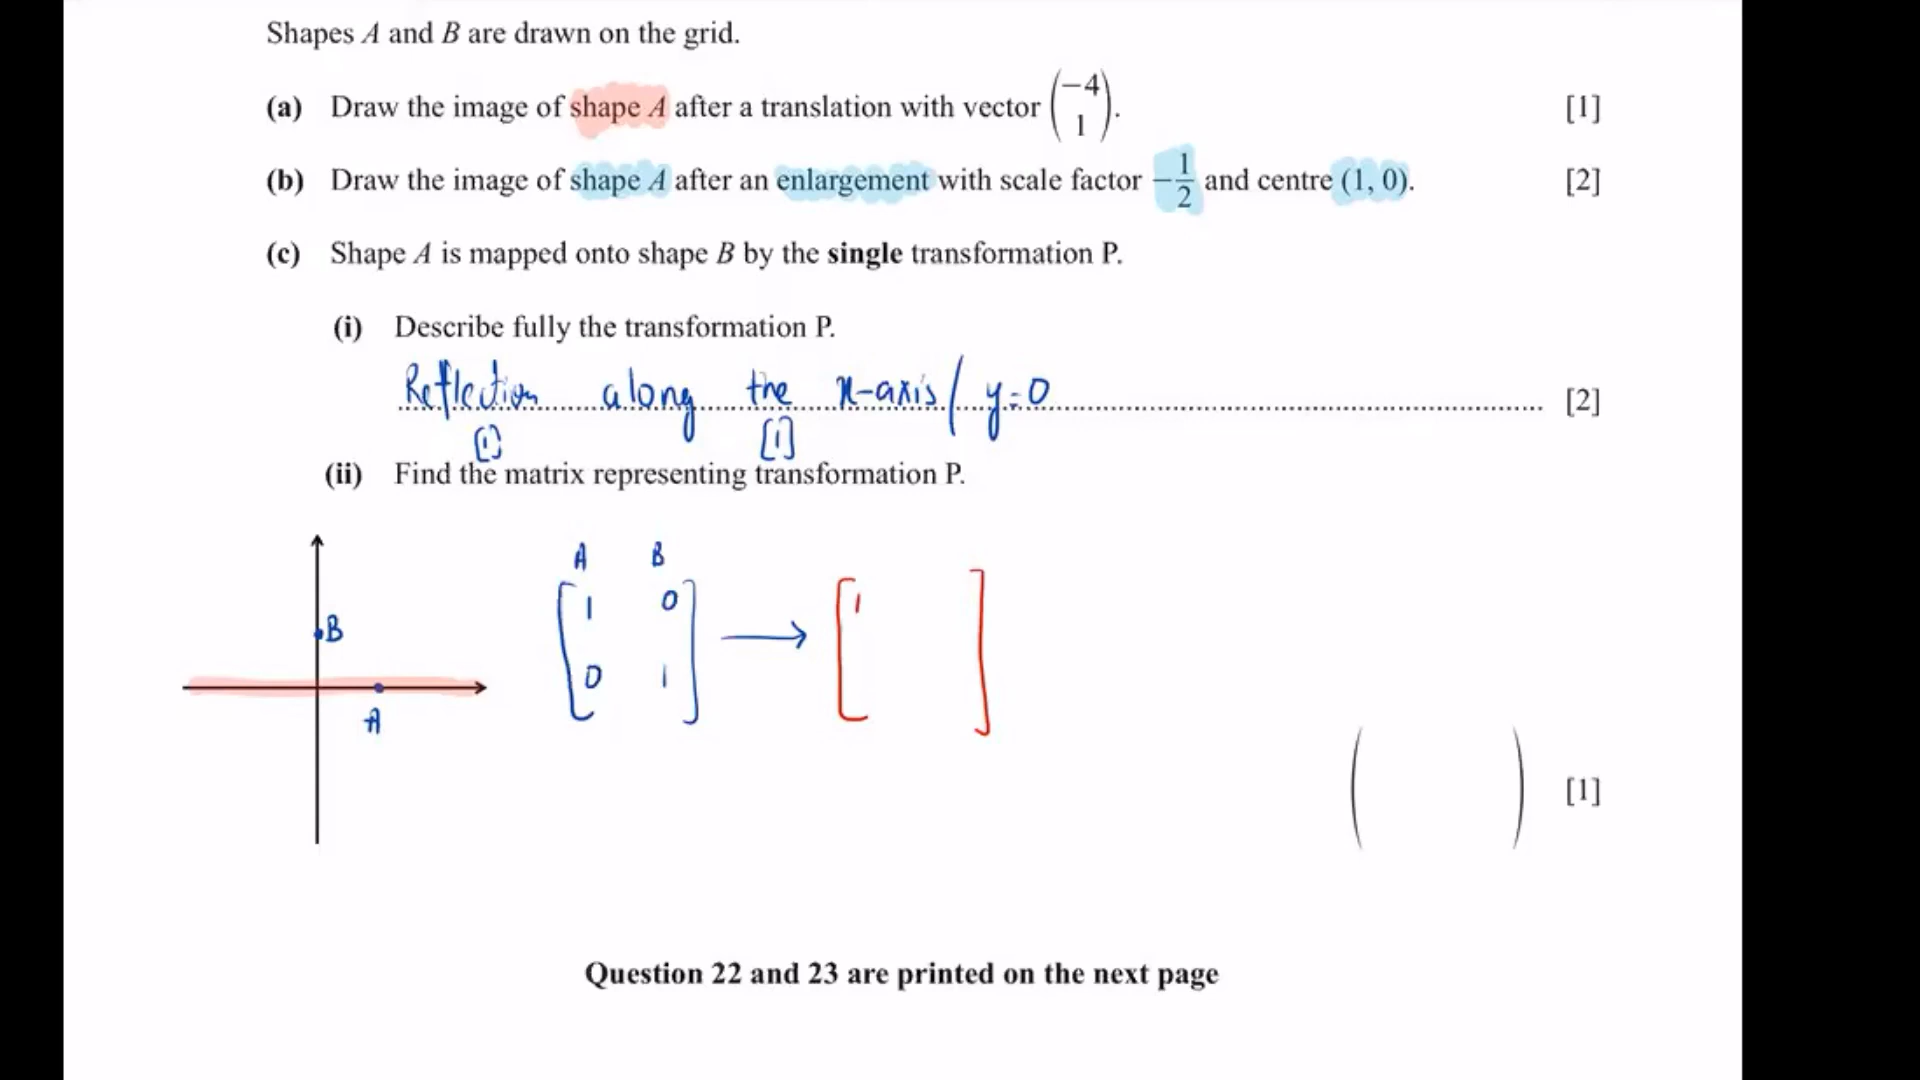 Shapes A and B are drawn on the grid.
(a) Draw the image of shape A after a translation with vector (−4 1). [1]
(b) Draw the image of shape A after an enlargement with scale factor −1/2 and centre (1, 0). [2]
(c) Shape A is mapped onto shape B by the single transformation P.
(i) Describe fully the transformation P.
Reflection along the x-axis / y=0 [2]
[1] [1]
(ii) Find the matrix representing transformation P.
A B
1 0
B
0 1
1
A
[1]
Question 22 and 23 are printed on the next page